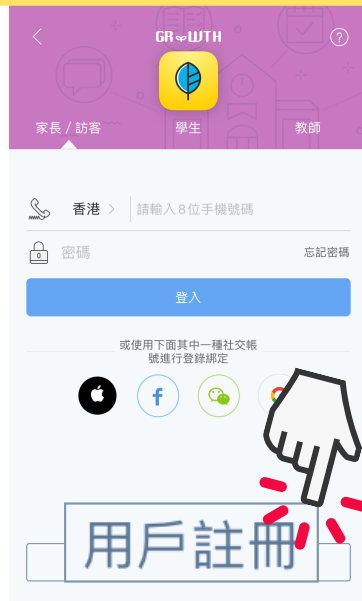 GRWTH
家長 / 訪客 學生 教師
香港 > 請輸入8位手機號碼
密碼 忘記密碼
登入
或使用下面其中一種社交帳
號進行登錄綁定
用戶註冊